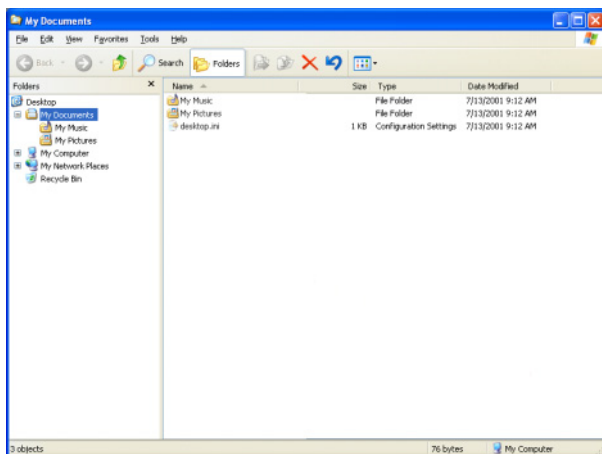 My Documents
File Edit View Favorites Tools Help
Back Search Folders
Folders Name Size Type Date Modified
Desktop
My Documents
My Music
My Pictures
My Computer
My Network Places
Recycle Bin
My Music File Folder 7/13/2001 9:12 AM
My Pictures File Folder 7/13/2001 9:12 AM
desktop.ini 1 KB Configuration Settings 7/13/2001 9:12 AM
3 objects 76 bytes My Computer